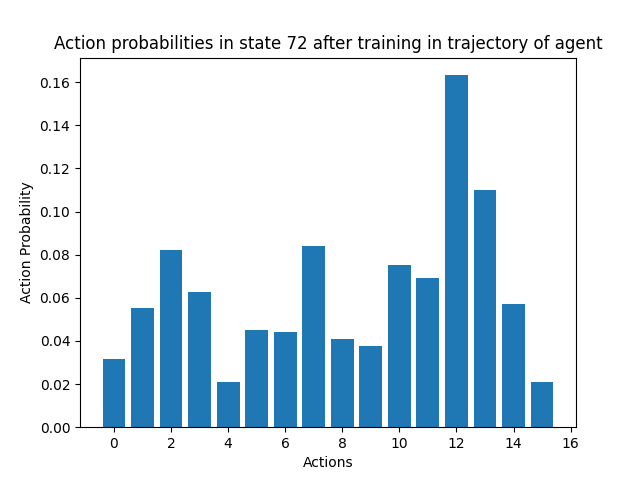 Action probabilities in state 72 after training in trajectory of agent
0.16
0.14
0.12
0.10
0.08
0.06
0.04
0.02
0.00
Action Probability
0 2 4 6 8 10 12 14 16
Actions